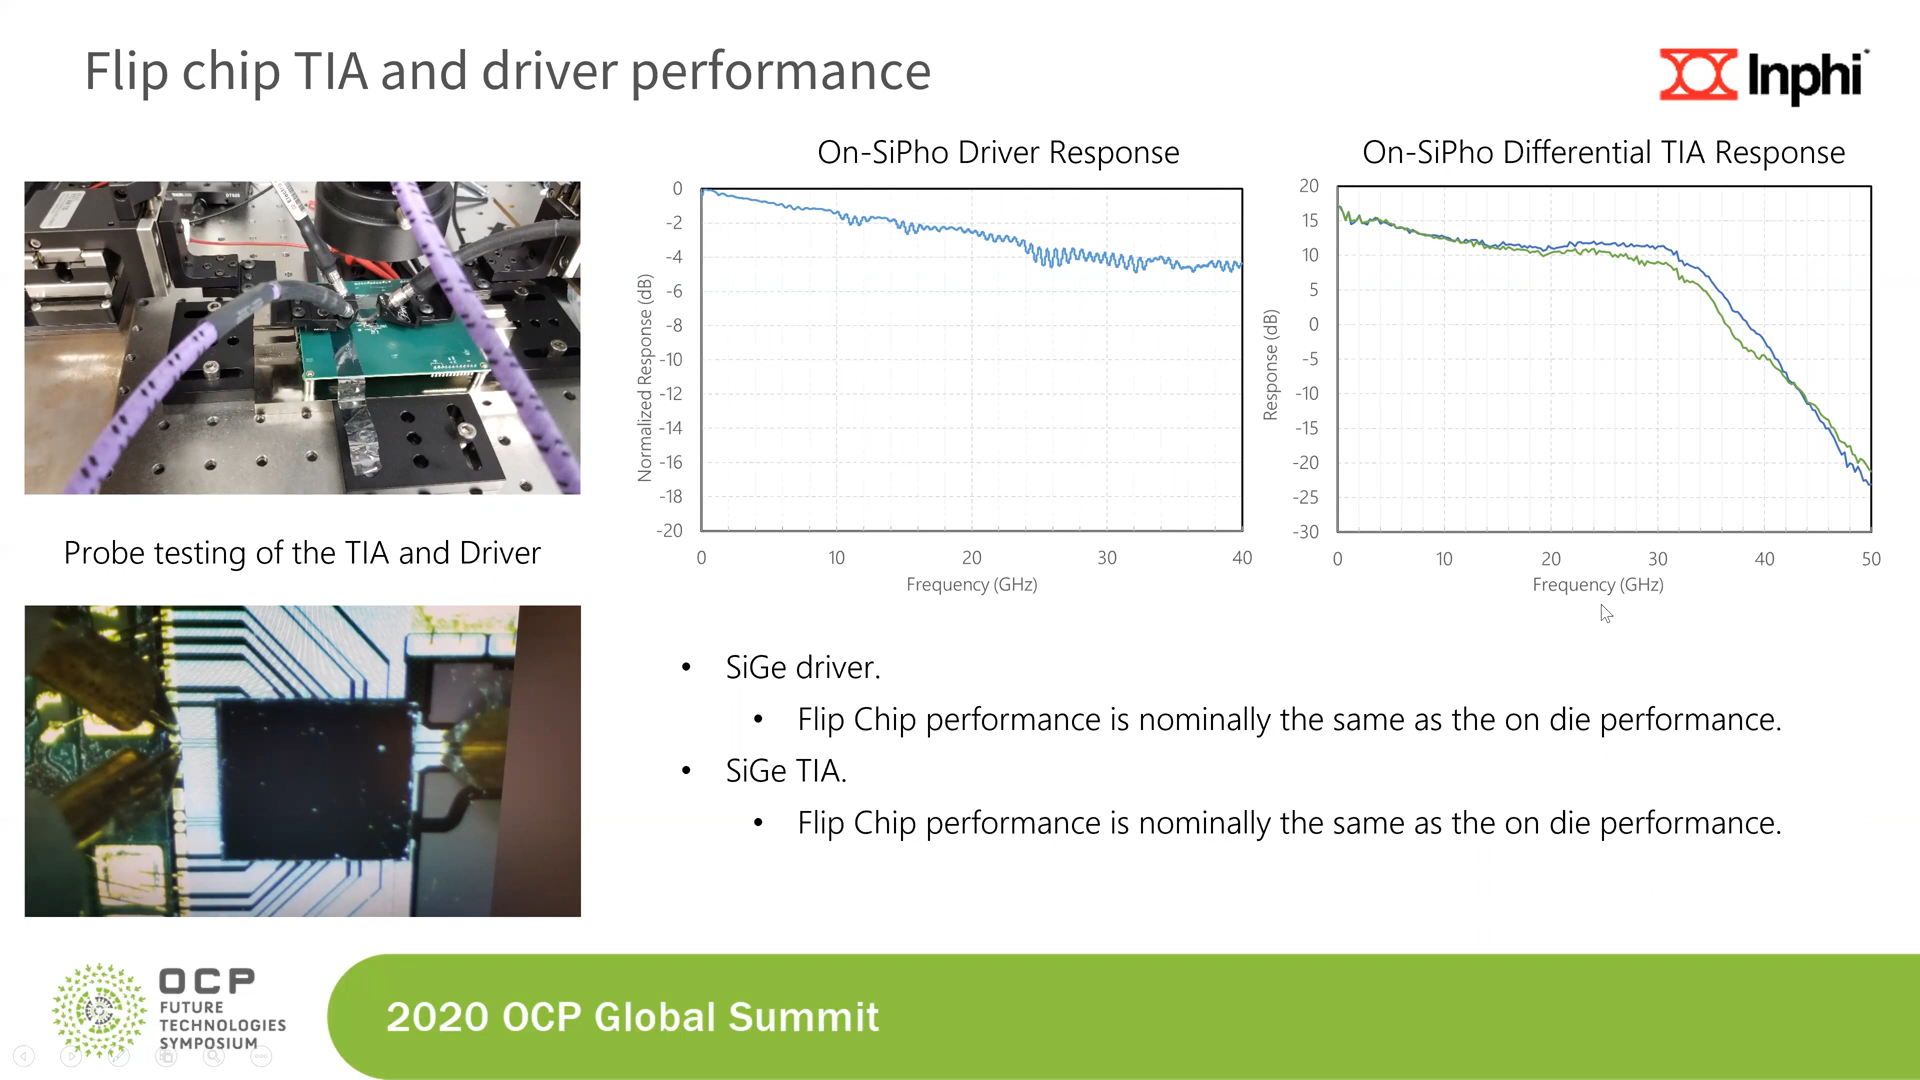 Flip chip TIA and driver performance
Inphi
On-SiPho Driver Response
On-SiPho Differential TIA Response
Normalized Response (dB)
0
-2
-4
-6
-8
-10
-12
-14
-16
-18
-20
0 10 20 30 40
Frequency (GHz)
Response (dB)
20
15
10
5
0
-5
-10
-15
-20
-25
-30
0 10 20 30 40 50
Frequency (GHz)
Probe testing of the TIA and Driver
• SiGe driver.
• Flip Chip performance is nominally the same as the on die performance.
• SiGe TIA.
• Flip Chip performance is nominally the same as the on die performance.
OCP
FUTURE
TECHNOLOGIES
SYMPOSIUM
2020 OCP Global Summit